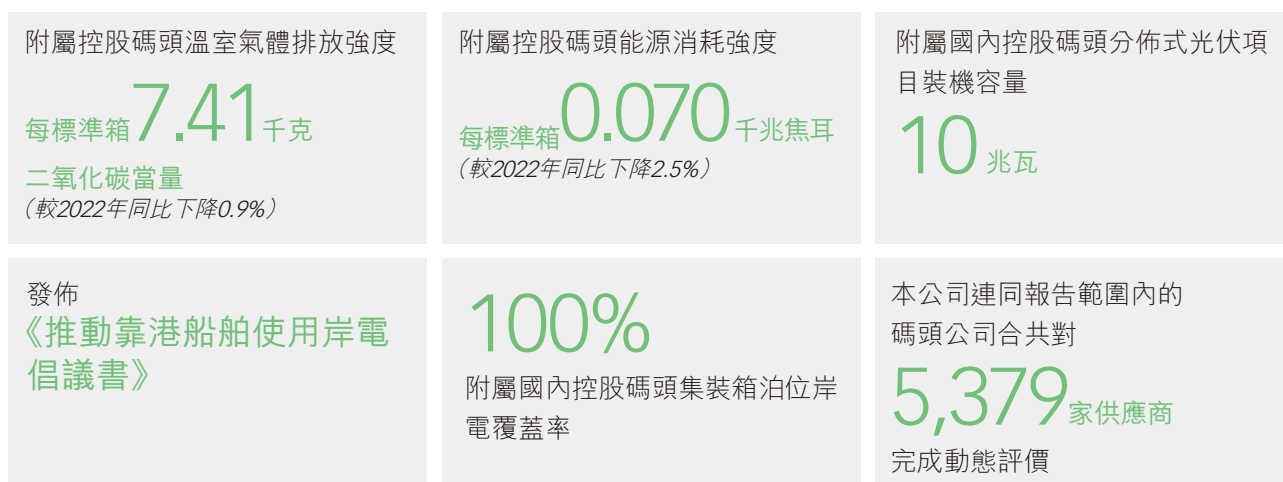 附屬控股碼頭溫室氣體排放強度
每標準箱7.41千克
二氧化碳當量
（較2022年同比下降0.9%）
附屬控股碼頭能源消耗強度
每標準箱0.070千兆焦耳
（較2022年同比下降2.5%）
附屬國內控股碼頭分佈式光伏項
目裝機容量
10兆瓦
發佈
《推動靠港船舶使用岸電
倡議書》
100%
附屬國內控股碼頭集裝箱泊位岸
電覆蓋率
本公司連同報告範圍內的
碼頭公司合共對
5,379家供應商
完成動態評價